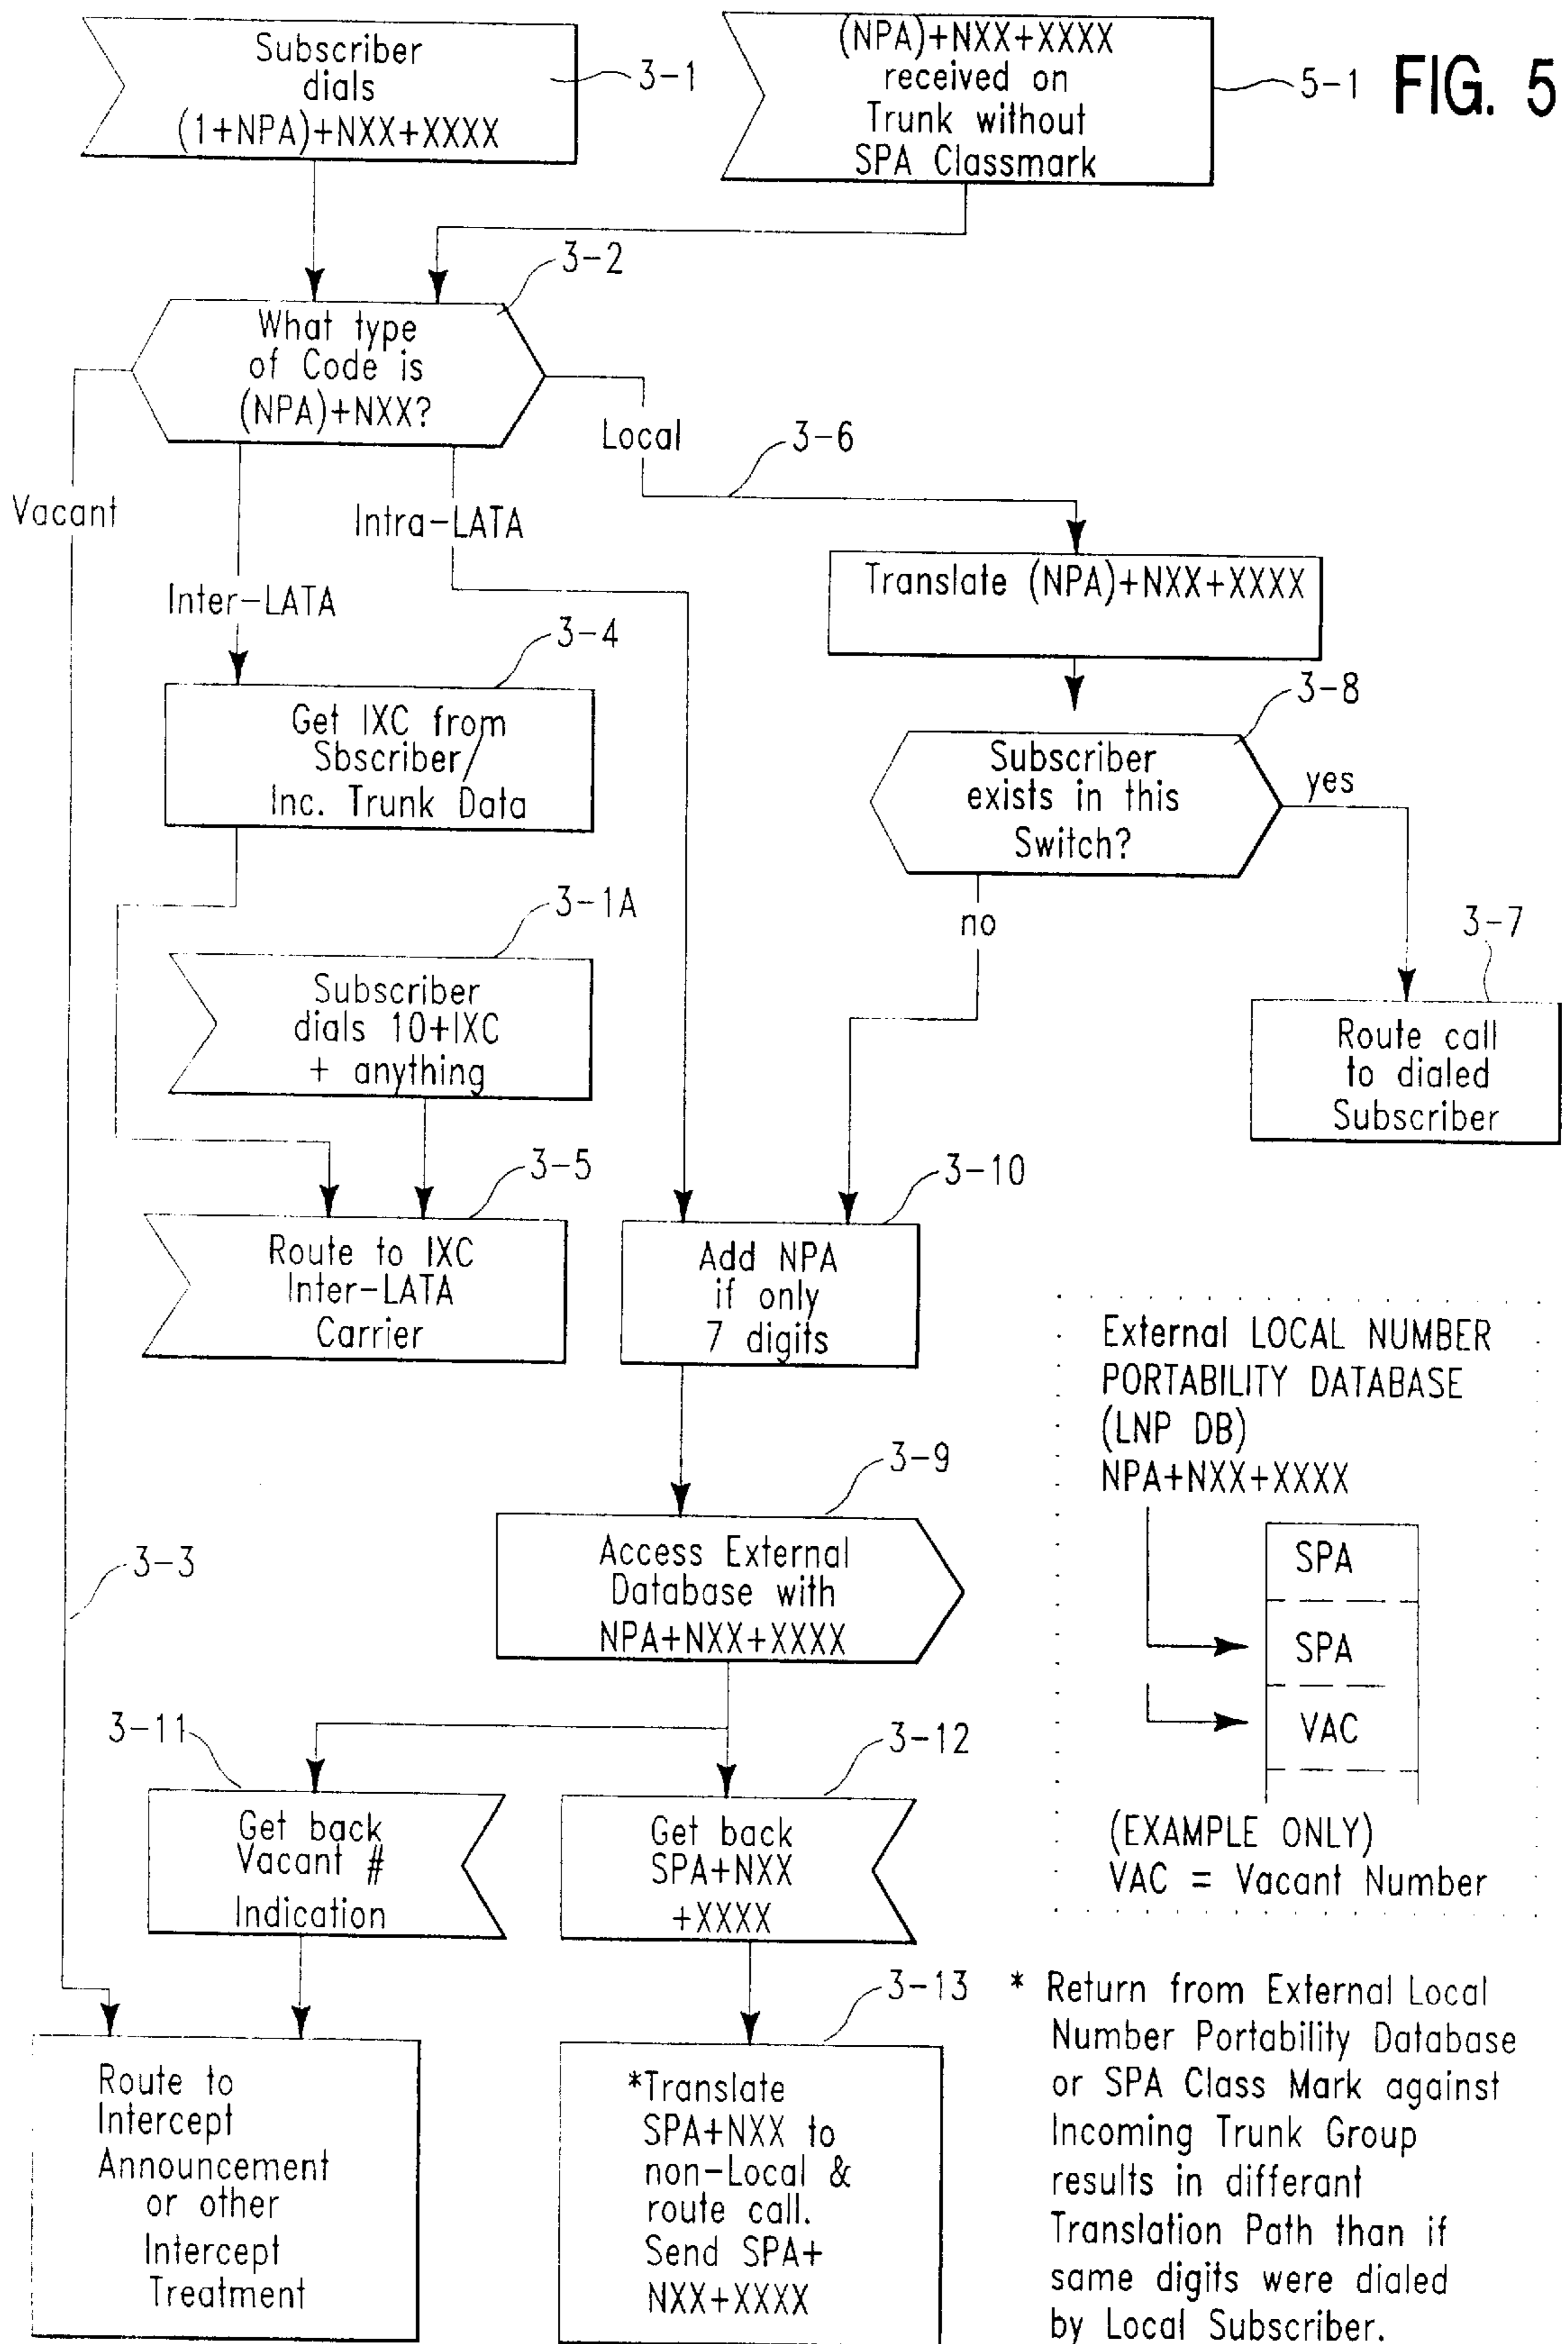 Subscriber
dials
(1+NPA)+NXX+XXXX
3-1
(NPA)+NXX+XXXX
received on
Trunk without
SPA Classmark
5-1
FIG. 5
3-2
What type
of Code is
(NPA)+NXX?
Vacant
Inter-LATA
Intra-LATA
Local
3-6
Translate (NPA)+NXX+XXXX
3-4
Get IXC from
Sbscriber/
Inc. Trunk Data
3-8
Subscriber
exists in this
Switch?
yes
no
3-1A
Subscriber
dials 10+IXC
+ anything
3-7
Route call
to dialed
Subscriber
3-5
Route to IXC
Inter-LATA
Carrier
3-10
Add NPA
if only
7 digits
External LOCAL NUMBER
PORTABILITY DATABASE
(LNP DB)
NPA+NXX+XXXX
SPA
SPA
VAC
(EXAMPLE ONLY)
VAC = Vacant Number
3-9
Access External
Database with
NPA+NXX+XXXX
3-3
3-11
Get back
Vacant #
Indication
3-12
Get back
SPA+NXX
+XXXX
Route to
Intercept
Announcement
or other
Intercept
Treatment
3-13
*Translate
SPA+NXX to
non-Local &
route call.
Send SPA+
NXX+XXXX
* Return from External Local
Number Portability Database
or SPA Class Mark against
Incoming Trunk Group
results in differant
Translation Path than if
same digits were dialed
by Local Subscriber.